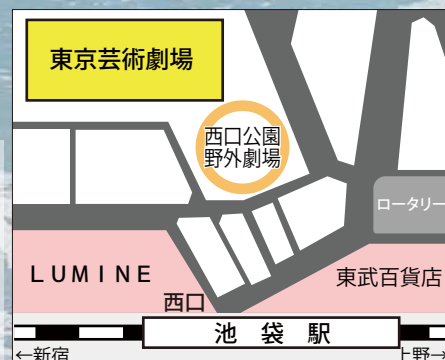 東京芸術劇場
西口公園
野外劇場
ロータリー
LUMINE
東武百貨店
西口
池袋駅
←新宿
上野→